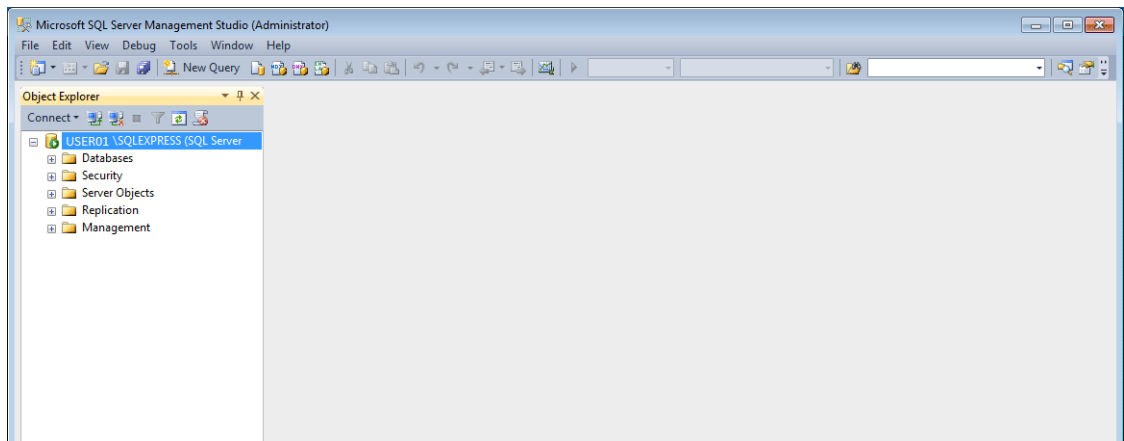 Microsoft SQL Server Management Studio (Administrator)
File Edit View Debug Tools Window Help
New Query
Object Explorer
Connect
USER01 \SQLEXPRESS (SQL Server
Databases
Security
Server Objects
Replication
Management